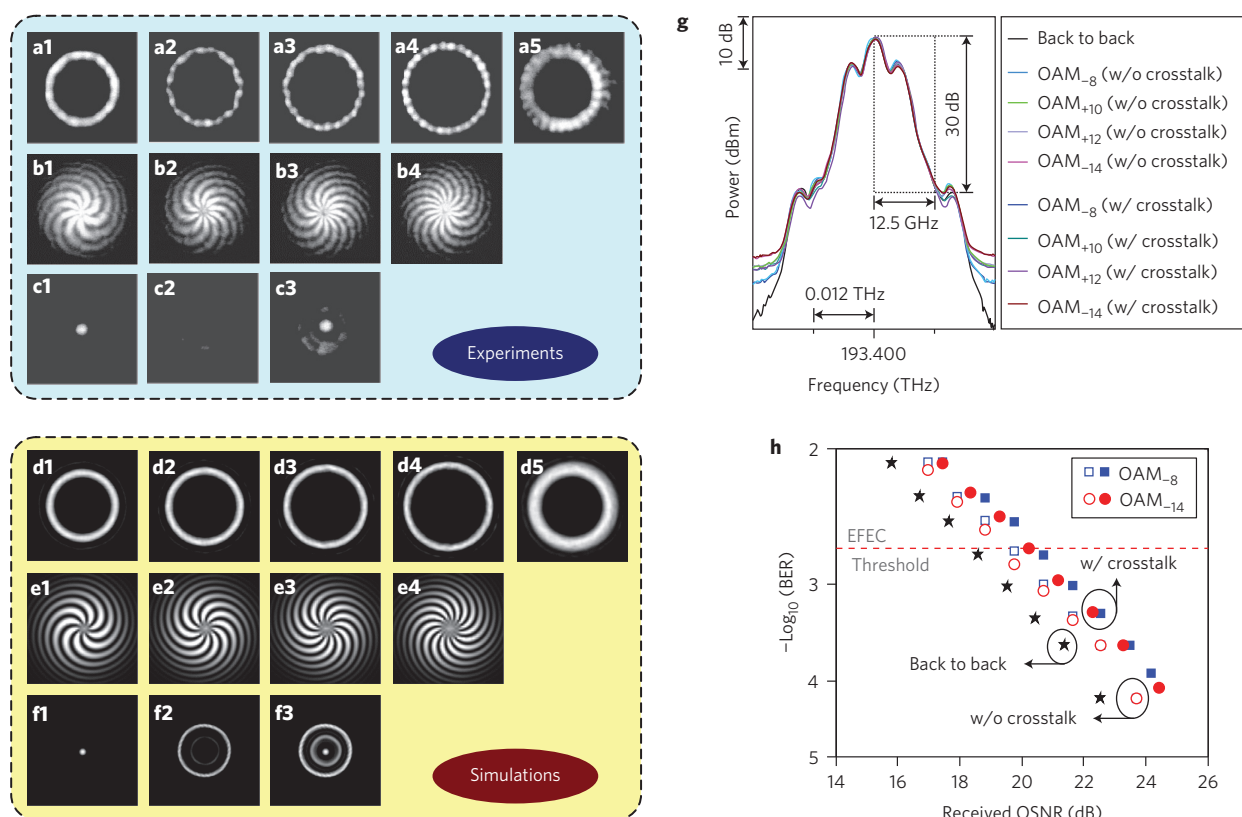 a1 a2 a3 a4 a5
b1 b2 b3 b4
c1 c2 c3
Experiments
d1 d2 d3 d4 d5
e1 e2 e3 e4
f1 f2 f3
Simulations
g
10 dB
Power (dBm)
30 dB
12.5 GHz
0.012 THz
193.400
Frequency (THz)
Back to back
OAM−8 (w/o crosstalk)
OAM+10 (w/o crosstalk)
OAM+12 (w/o crosstalk)
OAM−14 (w/o crosstalk)
OAM−8 (w/ crosstalk)
OAM+10 (w/ crosstalk)
OAM+12 (w/ crosstalk)
OAM−14 (w/ crosstalk)
h
2
3
4
5
−Log10 (BER)
OAM−8
OAM−14
EFEC
Threshold
w/ crosstalk
Back to back
w/o crosstalk
14 16 18 20 22 24 26
Received OSNR (dB)